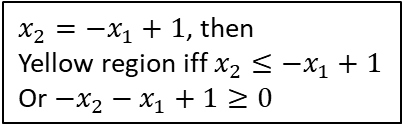 x₂ = −x₁ + 1, then
Yellow region iff x₂ ≤ −x₁ + 1
Or −x₂ − x₁ + 1 ≥ 0